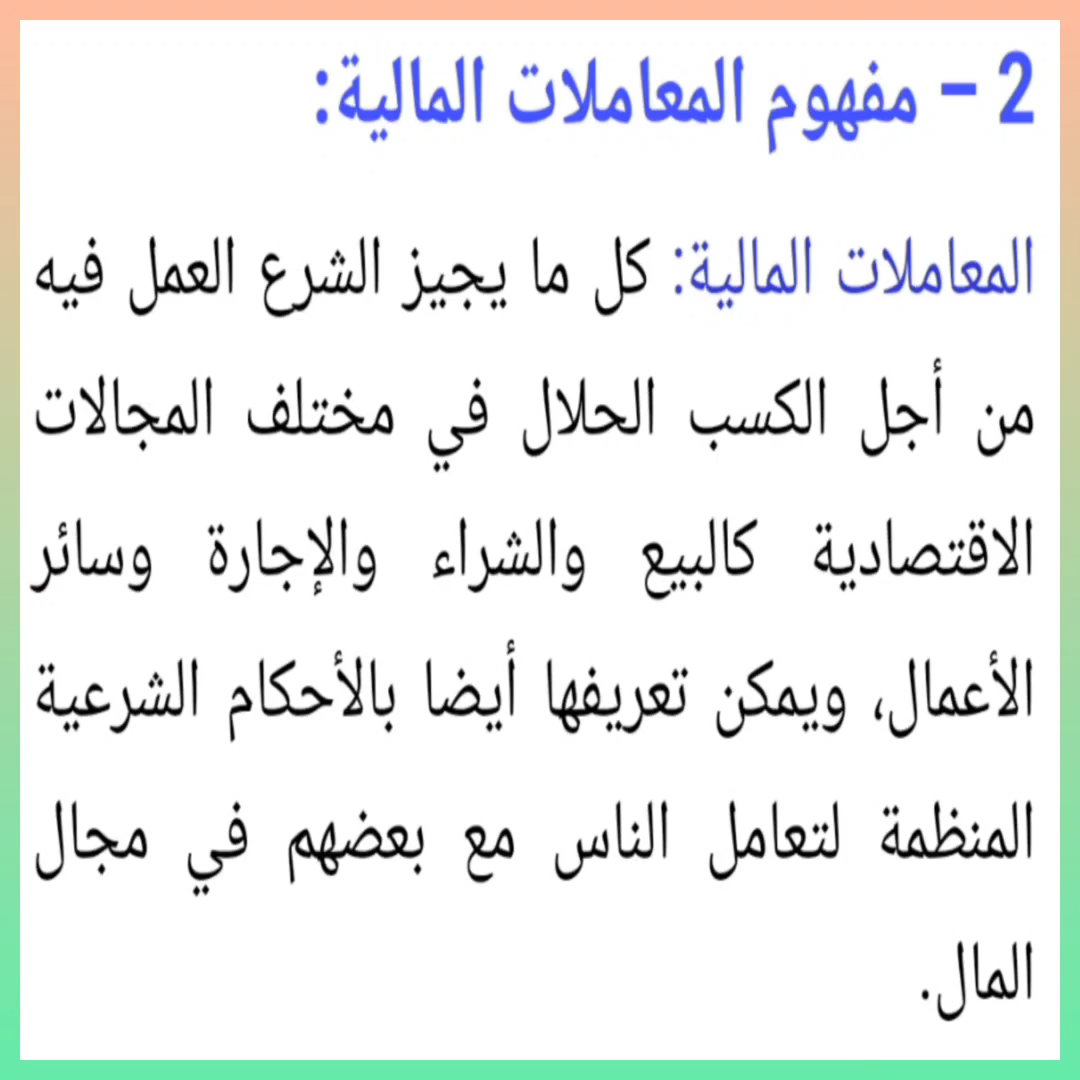 2 – مفهوم المعاملات المالية:
المعاملات المالية: كل ما يجيز الشرع العمل فيه
من أجل الكسب الحلال في مختلف المجالات
الاقتصادية كالبيع والشراء والإجارة وسائر
الأعمال، ويمكن تعريفها أيضا بالأحكام الشرعية
المنظمة لتعامل الناس مع بعضهم في مجال
المال.